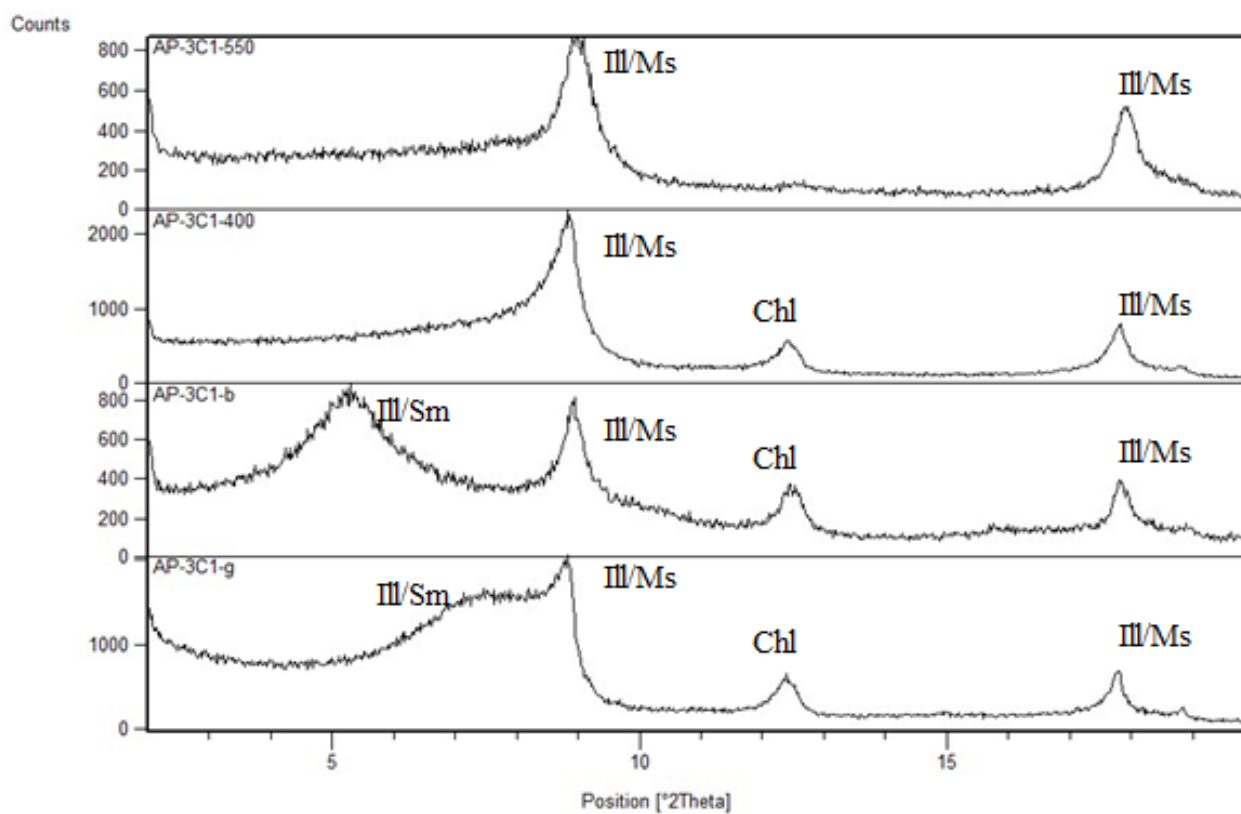 Counts
AP-3C1-550
800
600
400
200
0
Ill/Ms
Ill/Ms
AP-3C1-400
2000
1000
0
Ill/Ms
Chl
Ill/Ms
AP-3C1-b
800
600
400
200
0
Ill/Sm
Ill/Ms
Chl
Ill/Ms
AP-3C1-g
1000
0
Ill/Sm
Ill/Ms
Chl
Ill/Ms
5 10 15
Position [°2Theta]